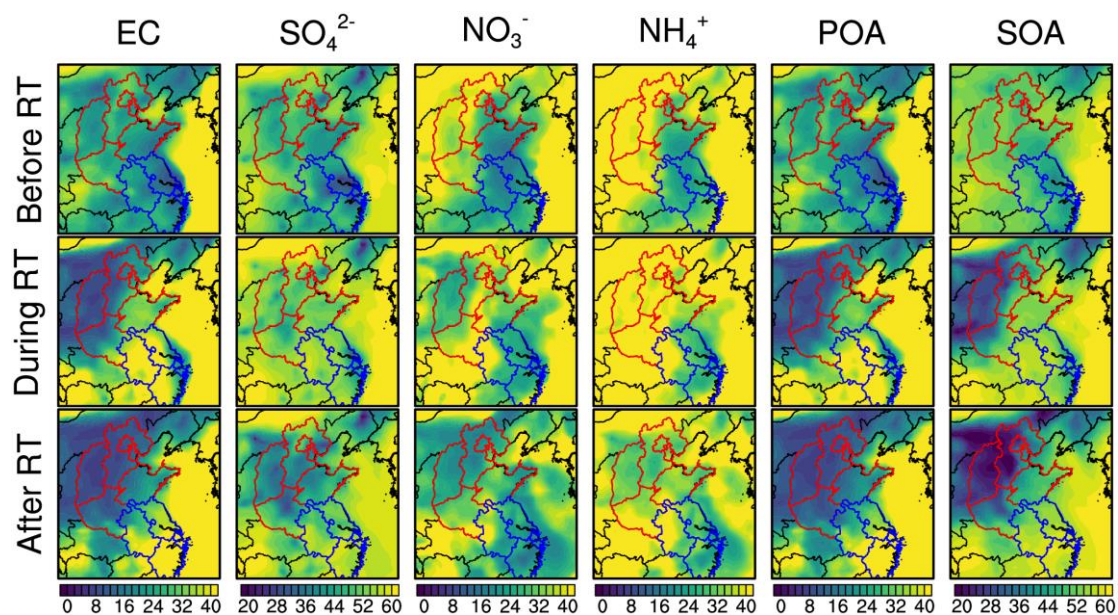 EC SO₄²⁻ NO₃⁻ NH₄⁺ POA SOA
Before RT
During RT
After RT
0 8 16 24 32 40 20 28 36 44 52 60 0 8 16 24 32 40 0 8 16 24 32 40 0 8 16 24 32 40 20 28 36 44 52 60